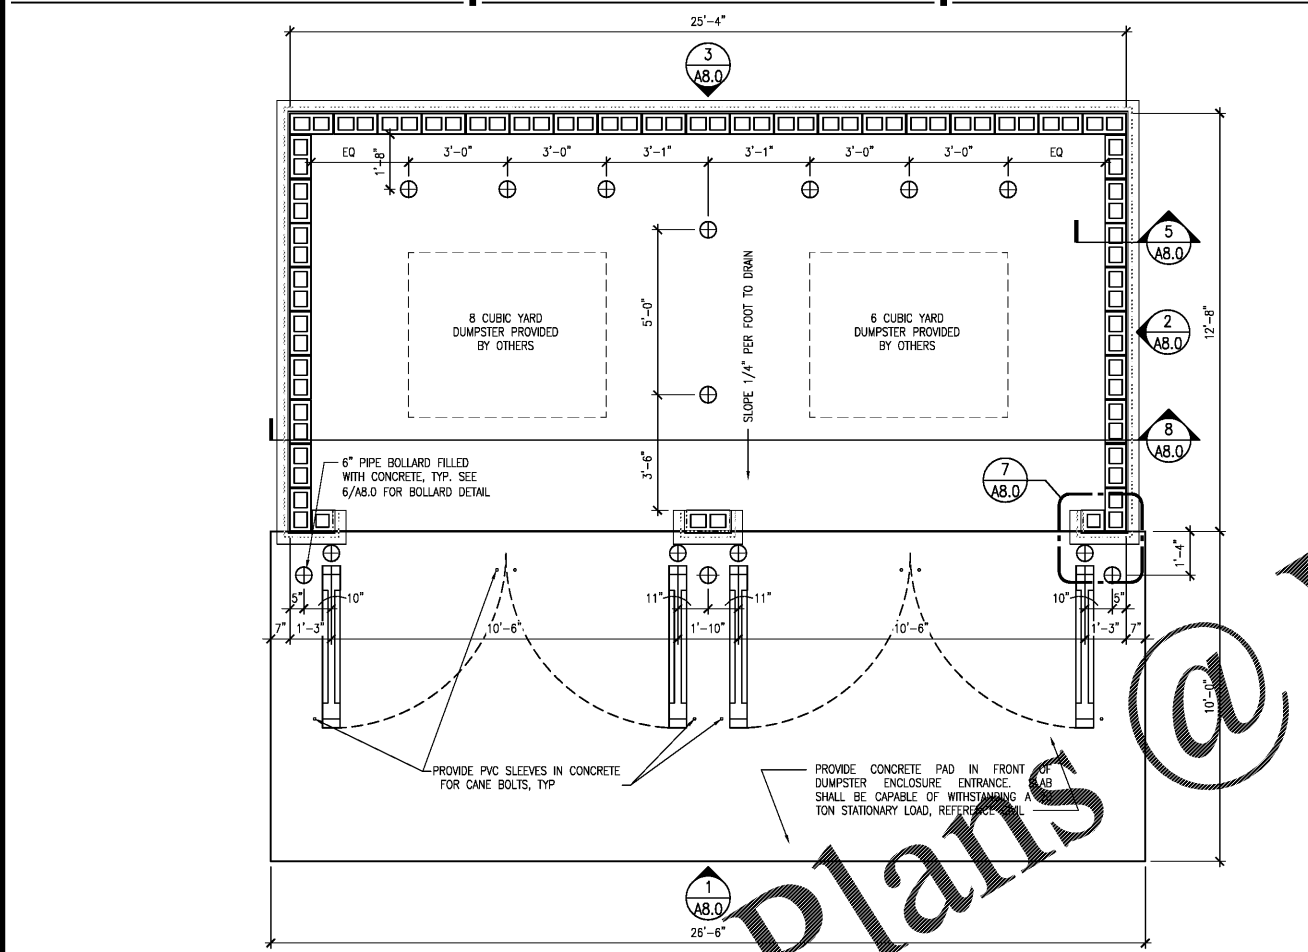 25'-4"
3
A8.0
EQ
3'-0"
3'-0"
3'-1"
3'-1"
3'-0"
3'-0"
EQ
1'-8"
5
A8.0
8 CUBIC YARD
DUMPSTER PROVIDED
BY OTHERS
5'-0"
SLOPE 1/4" PER FOOT TO DRAIN
6 CUBIC YARD
DUMPSTER PROVIDED
BY OTHERS
2
A8.0
12'-8"
8
A8.0
6" PIPE BOLLARD FILLED
WITH CONCRETE, TYP. SEE
6/A8.0 FOR BOLLARD DETAIL
3'-6"
7
A8.0
1'-4"
5"
10"
11"
11"
10"
5"
7"
1'-3"
10'-6"
1'-10"
10'-6"
1'-3"
7"
10'-0"
PROVIDE PVC SLEEVES IN CONCRETE
FOR CANE BOLTS, TYP
PROVIDE CONCRETE PAD IN FRONT OF
DUMPSTER ENCLOSURE ENTRANCE. SLAB
SHALL BE CAPABLE OF WITHSTANDING A
TON STATIONARY LOAD, REFERENCE CIVIL
Plans @
1
A8.0
26'-6"